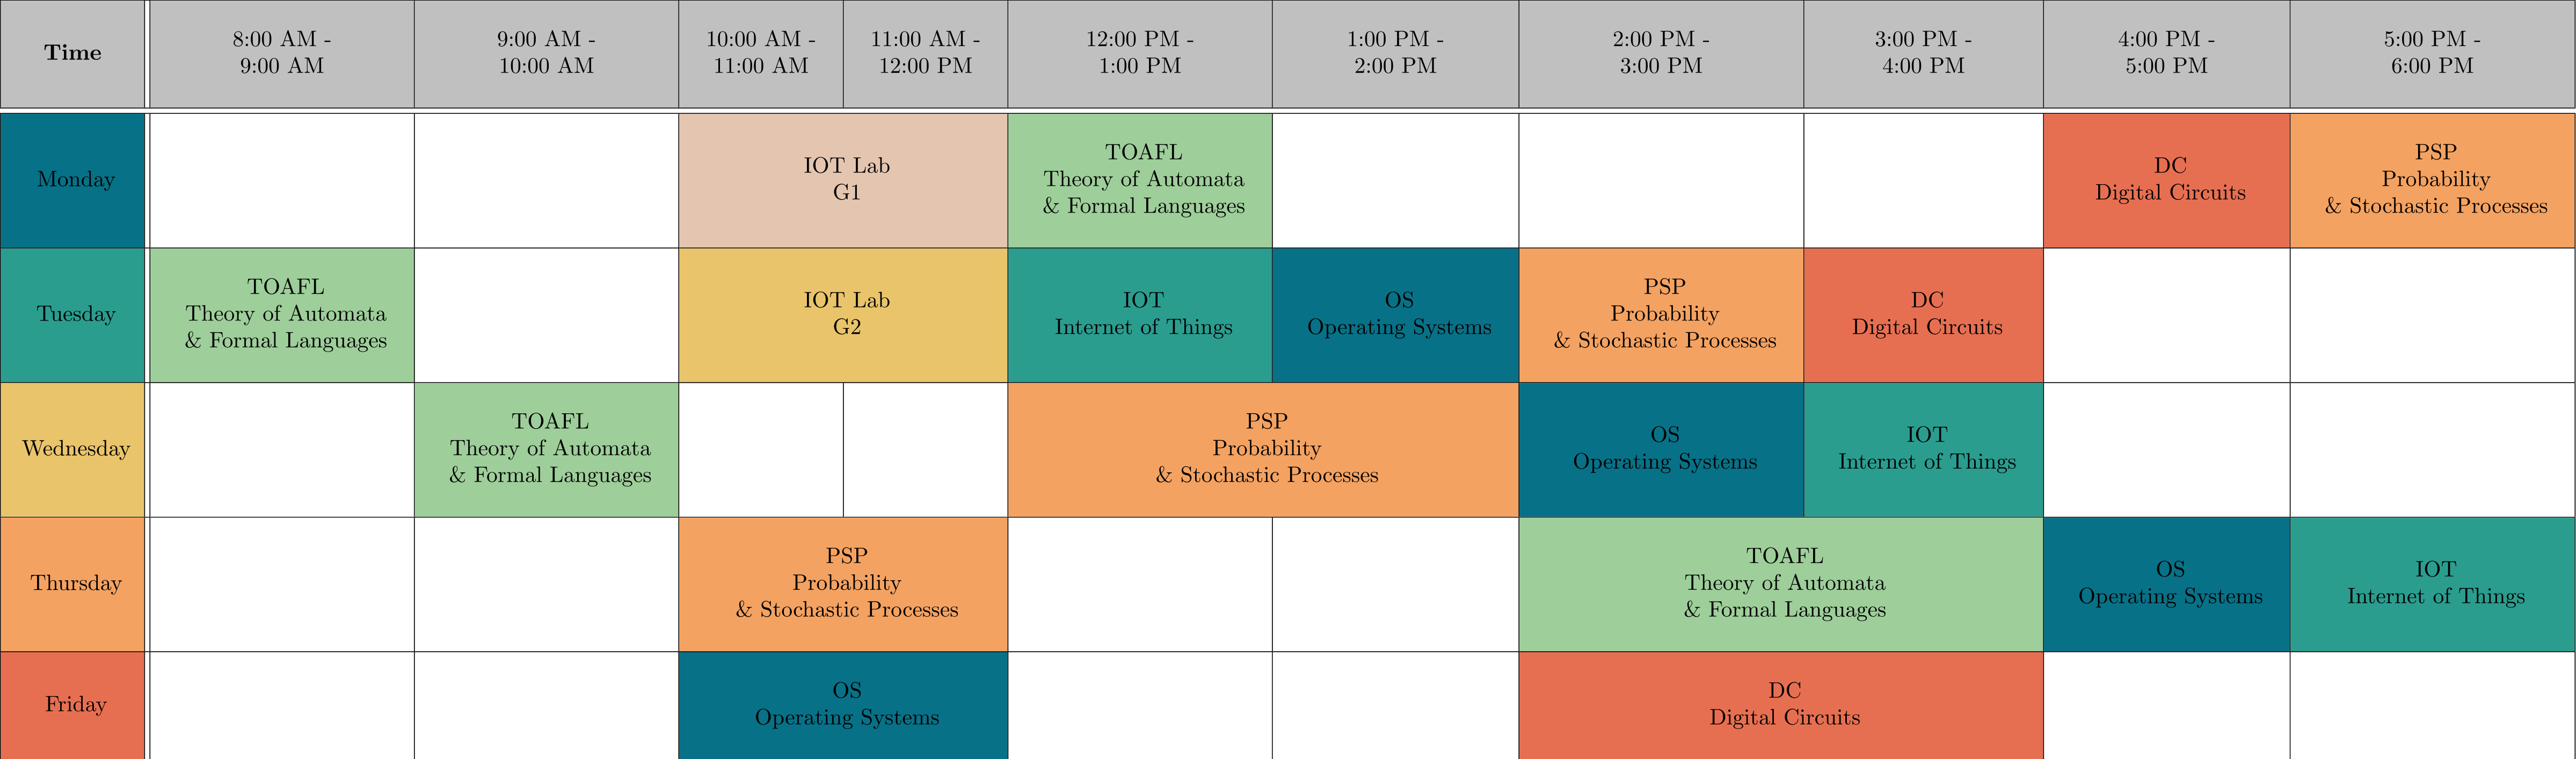 Time
8:00 AM -
9:00 AM
9:00 AM -
10:00 AM
10:00 AM -
11:00 AM
11:00 AM -
12:00 PM
12:00 PM -
1:00 PM
1:00 PM -
2:00 PM
2:00 PM -
3:00 PM
3:00 PM -
4:00 PM
4:00 PM -
5:00 PM
5:00 PM -
6:00 PM
Monday
IOT Lab
G1
TOAFL
Theory of Automata
& Formal Languages
DC
Digital Circuits
PSP
Probability
& Stochastic Processes
Tuesday
TOAFL
Theory of Automata
& Formal Languages
IOT Lab
G2
IOT
Internet of Things
OS
Operating Systems
PSP
Probability
& Stochastic Processes
DC
Digital Circuits
Wednesday
TOAFL
Theory of Automata
& Formal Languages
PSP
Probability
& Stochastic Processes
OS
Operating Systems
IOT
Internet of Things
Thursday
PSP
Probability
& Stochastic Processes
TOAFL
Theory of Automata
& Formal Languages
OS
Operating Systems
IOT
Internet of Things
Friday
OS
Operating Systems
DC
Digital Circuits